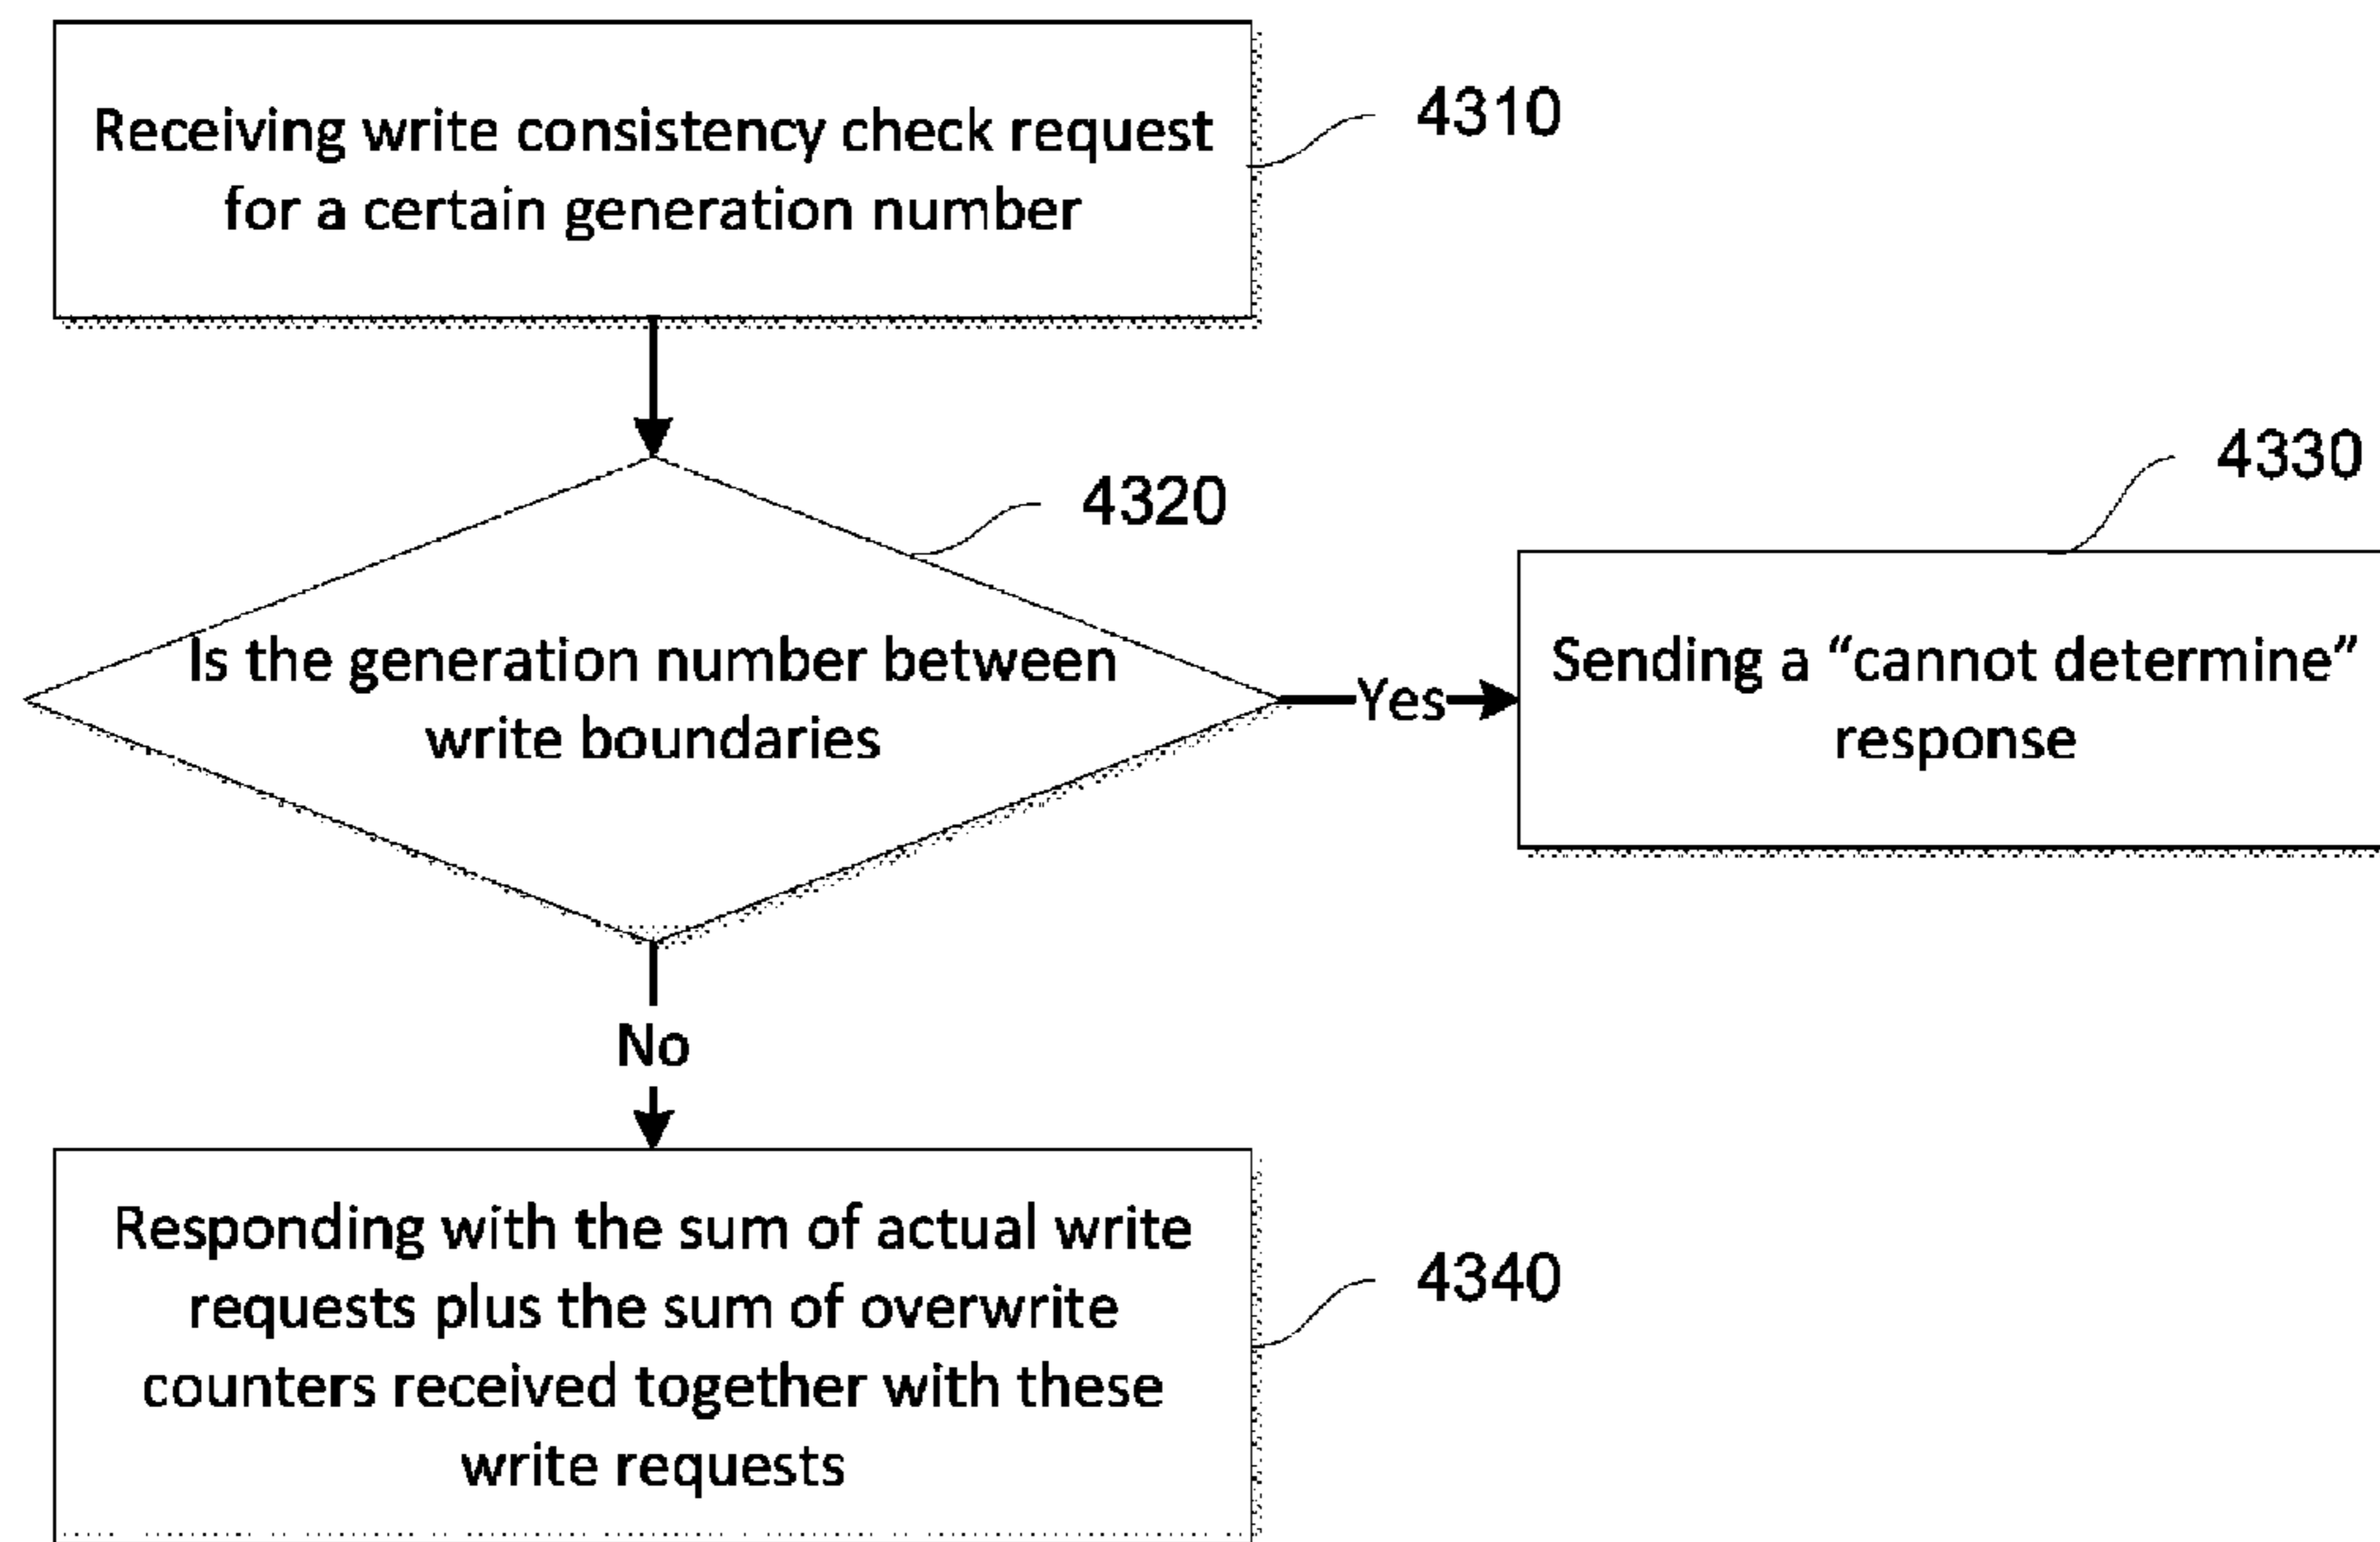 Receiving write consistency check request
for a certain generation number
4310
4320
Is the generation number between
write boundaries
Yes
4330
Sending a “cannot determine”
response
No
Responding with the sum of actual write
requests plus the sum of overwrite
counters received together with these
write requests
4340